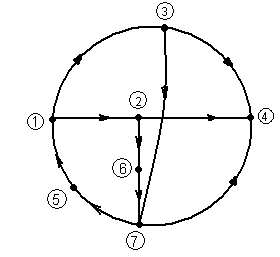 ③
① ② ④
⑥
⑤
⑦